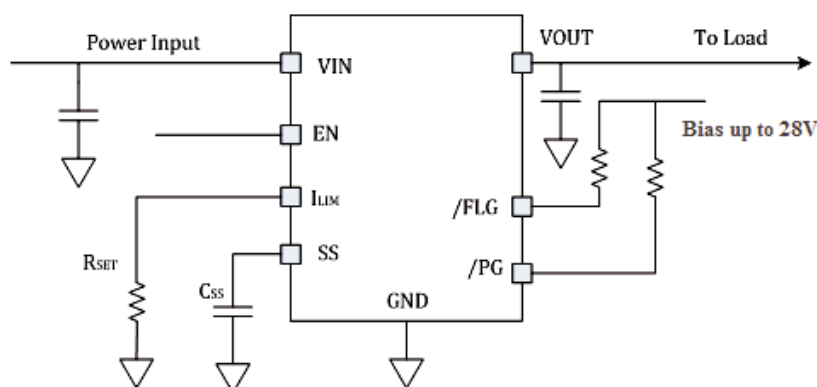 Power Input
VOUT
To Load
VIN
EN
Bias up to 28V
ILIM
/FLG
RSET
SS
CSS
/PG
GND